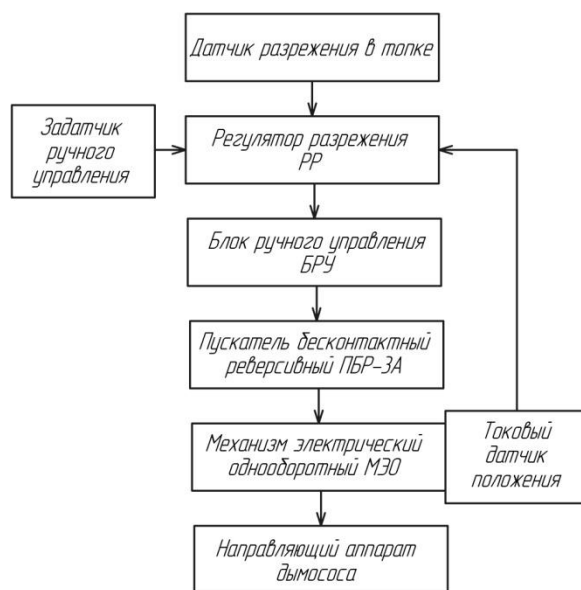 Датчик разрежения в топке
Задатчик
ручного
управления
Регулятор разрежения
РР
Блок ручного управления
БРУ
Пускатель бесконтактный
реверсивный ПБР-3А
Механизм электрический
однооборотный МЭО
Токовый
датчик
положения
Направляющий аппарат
дымососа